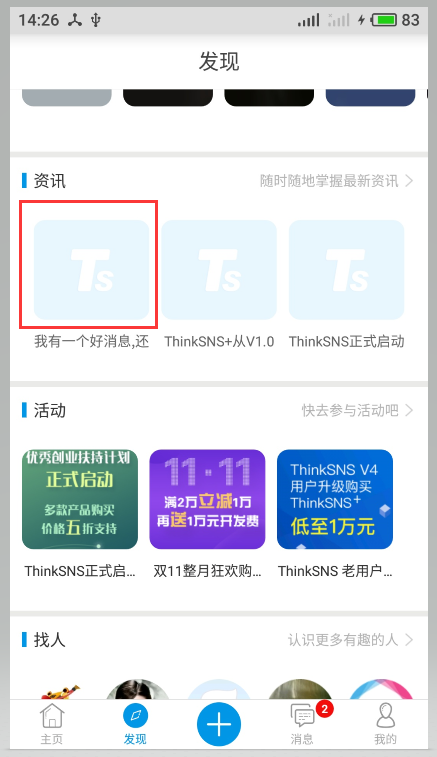 14:26
83
发现
资讯
随时随地掌握最新资讯
Ts
Ts
Ts
我有一个好消息,还
ThinkSNS+从V1.0
ThinkSNS正式启动
活动
快去参与活动吧
优秀创业扶持计划
正式启动
多款产品购买
价格五折支持
11·11
满2万立减1万
再送1万元开发费
ThinkSNS V4
用户升级购买
ThinkSNS+
低至1万元
ThinkSNS正式启...
双11整月狂欢购...
ThinkSNS 老用户...
找人
认识更多有趣的人
主页
发现
消息
2
我的